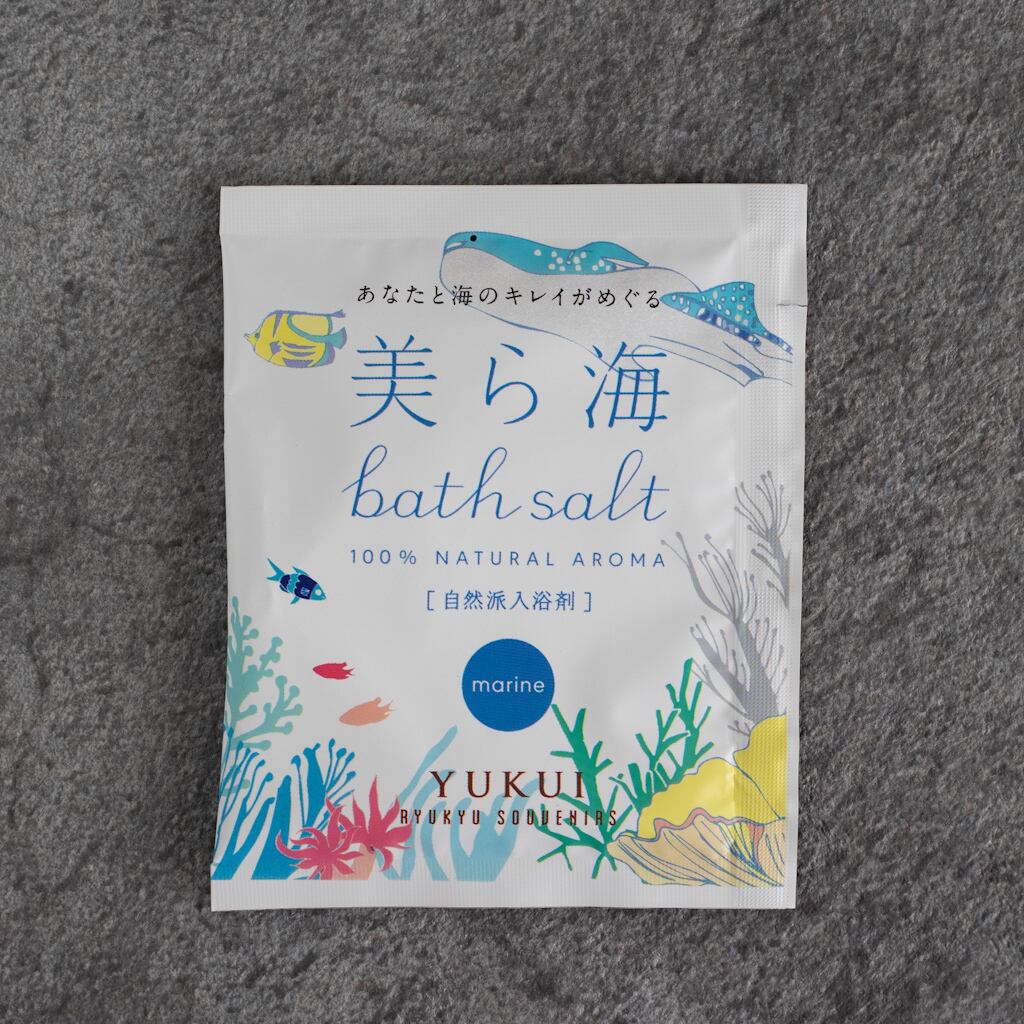 あなたと海のキレイがめぐる
美ら海
bath salt
100% NATURAL AROMA
[自然派入浴剤]
marine
YUKUI
RYUKYU SOUVENIRS